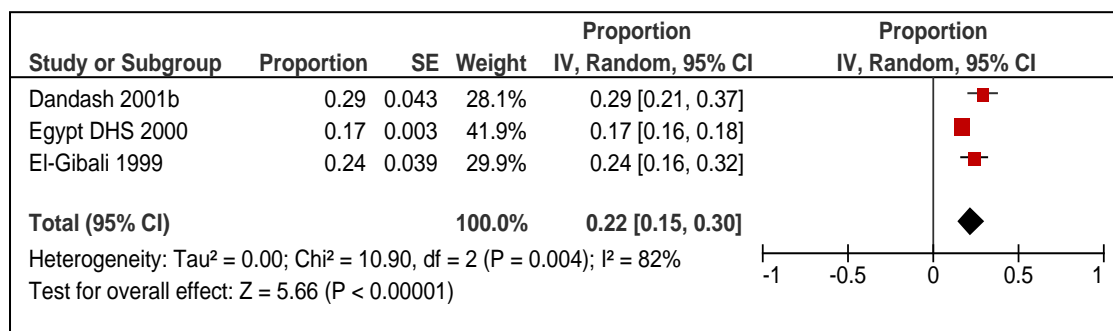 Proportion Proportion
Study or Subgroup Proportion SE Weight IV, Random, 95% CI IV, Random, 95% CI
Dandash 2001b 0.29 0.043 28.1% 0.29 [0.21, 0.37]
Egypt DHS 2000 0.17 0.003 41.9% 0.17 [0.16, 0.18]
El-Gibali 1999 0.24 0.039 29.9% 0.24 [0.16, 0.32]
Total (95% CI) 100.0% 0.22 [0.15, 0.30]
Heterogeneity: Tau² = 0.00; Chi² = 10.90, df = 2 (P = 0.004); I² = 82%
-1 -0.5 0 0.5 1
Test for overall effect: Z = 5.66 (P < 0.00001)